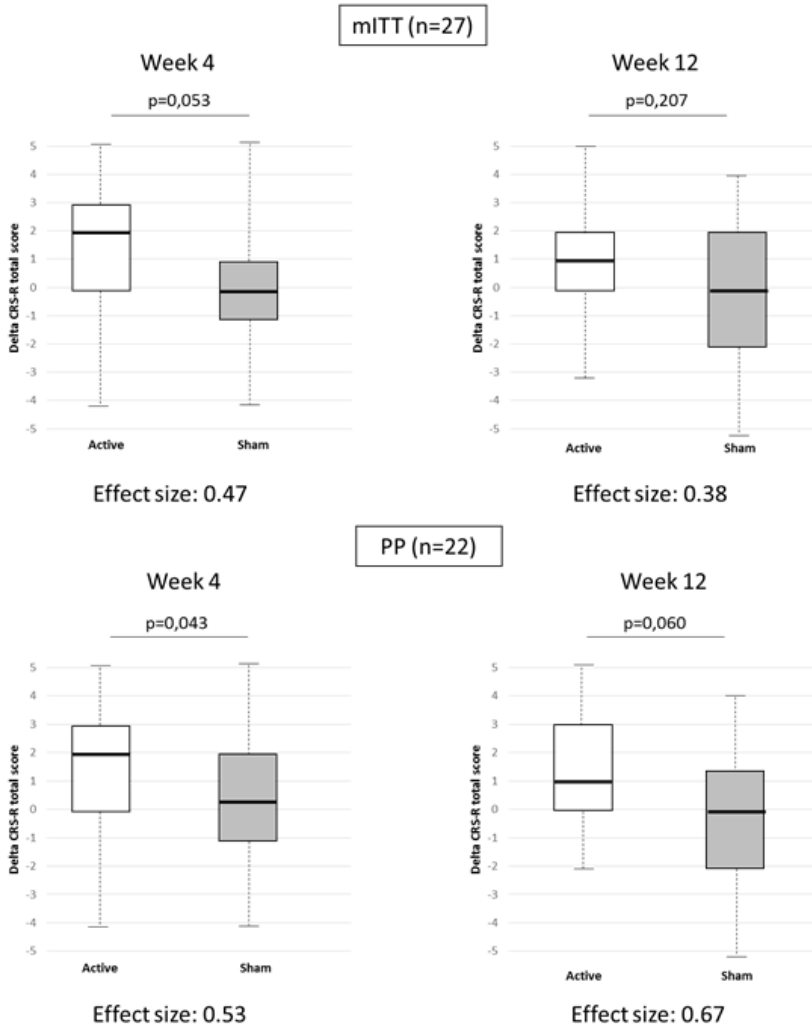 mITT (n=27)
Week 4
p=0,053
Delta CRS-R total score
5
4
3
2
1
0
-1
-2
-3
-4
-5
Active Sham
Effect size: 0.47
Week 12
p=0,207
Delta CRS-R total score
5
4
3
2
1
0
-1
-2
-3
-4
-5
Active Sham
Effect size: 0.38
PP (n=22)
Week 4
p=0,043
Delta CRS-R total score
5
4
3
2
1
0
-1
-2
-3
-4
-5
Active Sham
Effect size: 0.53
Week 12
p=0,060
Delta CRS-R total score
5
4
3
2
1
0
-1
-2
-3
-4
-5
Active Sham
Effect size: 0.67